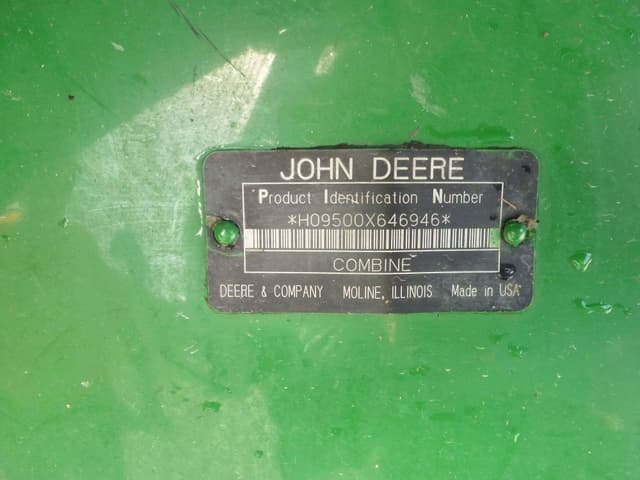 JOHN DEERE
Product Identification Number
*H09500X646946*
COMBINE
DEERE & COMPANY MOLINE, ILLINOIS Made in USA